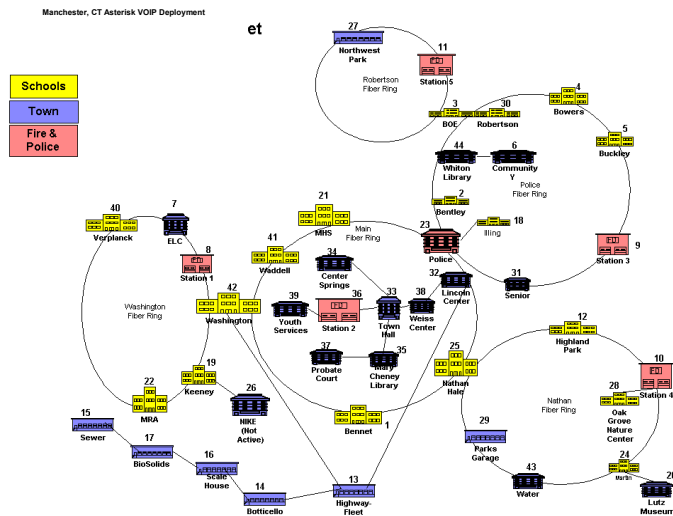 Manchester, CT Asterisk VOIP Deployment
et
Schools
Town
Fire &
Police
27
Northwest
Park
11
Station 5
Robertson
Fiber Ring
3
BOE
30
Robertson
4
Bowers
5
Buckley
44
Whiton
Library
6
Community
Y
Police
Fiber Ring
2
Bentley
18
Illing
23
Police
9
Station 3
31
Senior
40
Verplanck
7
ELC
8
Station 1
42
Washington
Washington
Fiber Ring
19
Keeney
22
MRA
26
NIKE
(Not
Active)
21
MHS
Main
Fiber Ring
41
Waddell
34
Center
Springs
32
Lincoln
Center
33
Town
Hall
38
Weiss
Center
36
Station 2
39
Youth
Services
37
Probate
Court
35
Mary
Cheney
Library
25
Nathan
Hale
Bennet
1
12
Highland
Park
10
Station 4
28
Oak
Grove
Nature
Center
Nathan
Fiber Ring
29
Parks
Garage
43
Water
24
Martin
Lutz
Museum
15
Sewer
17
BioSolids
16
Scale
House
14
Botticello
13
Highway-
Fleet